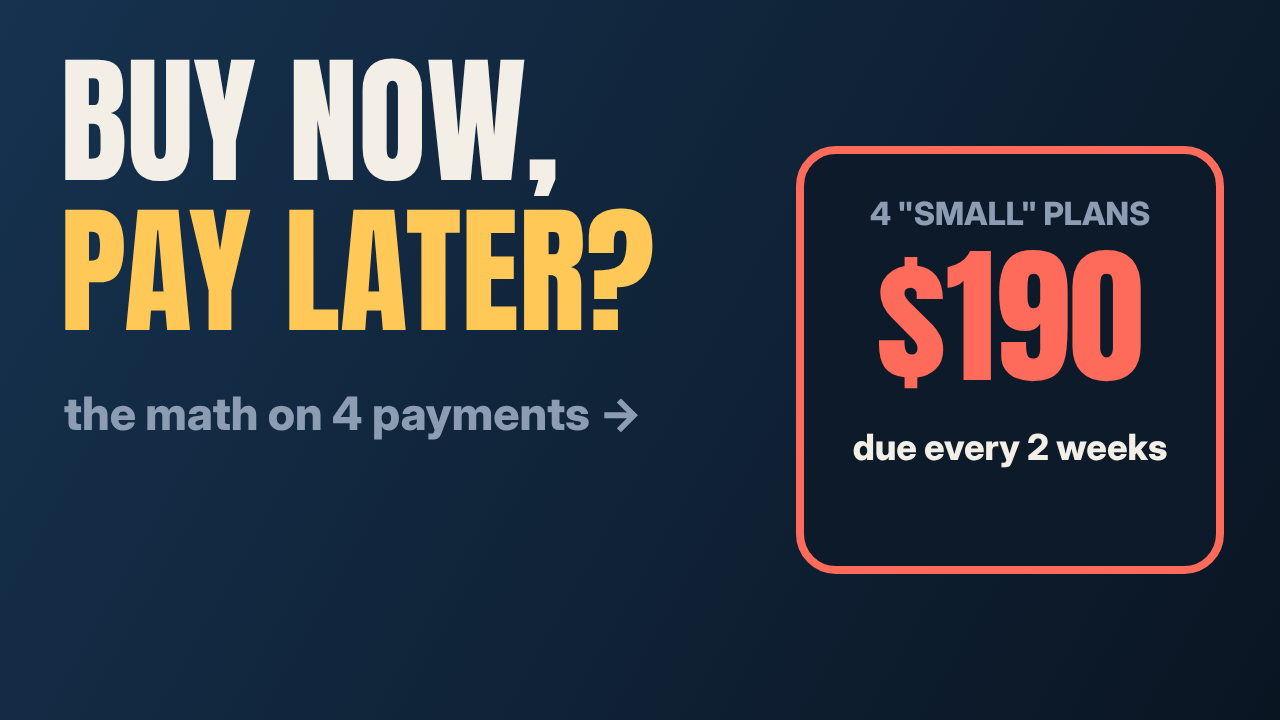 BUY NOW,
PAY LATER?
the math on 4 payments →
4 "SMALL" PLANS
$190
due every 2 weeks